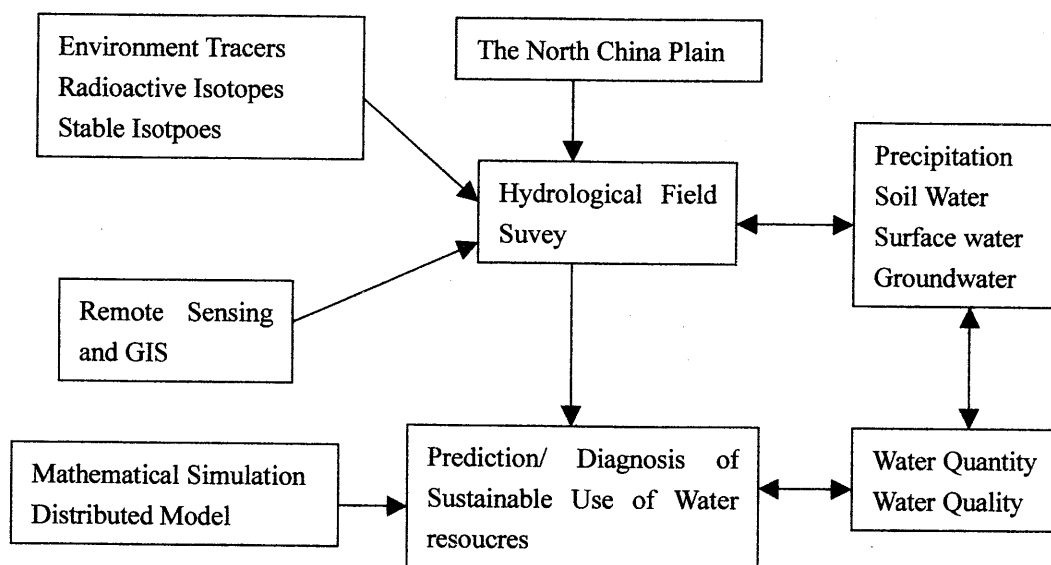 Environment Tracers
Radioactive Isotopes
Stable Isotpoes
The North China Plain
Hydrological Field
Suvey
Precipitation
Soil Water
Surface water
Groundwater
Remote Sensing
and GIS
Mathematical Simulation
Distributed Model
Prediction/ Diagnosis of
Sustainable Use of Water
resoucres
Water Quantity
Water Quality